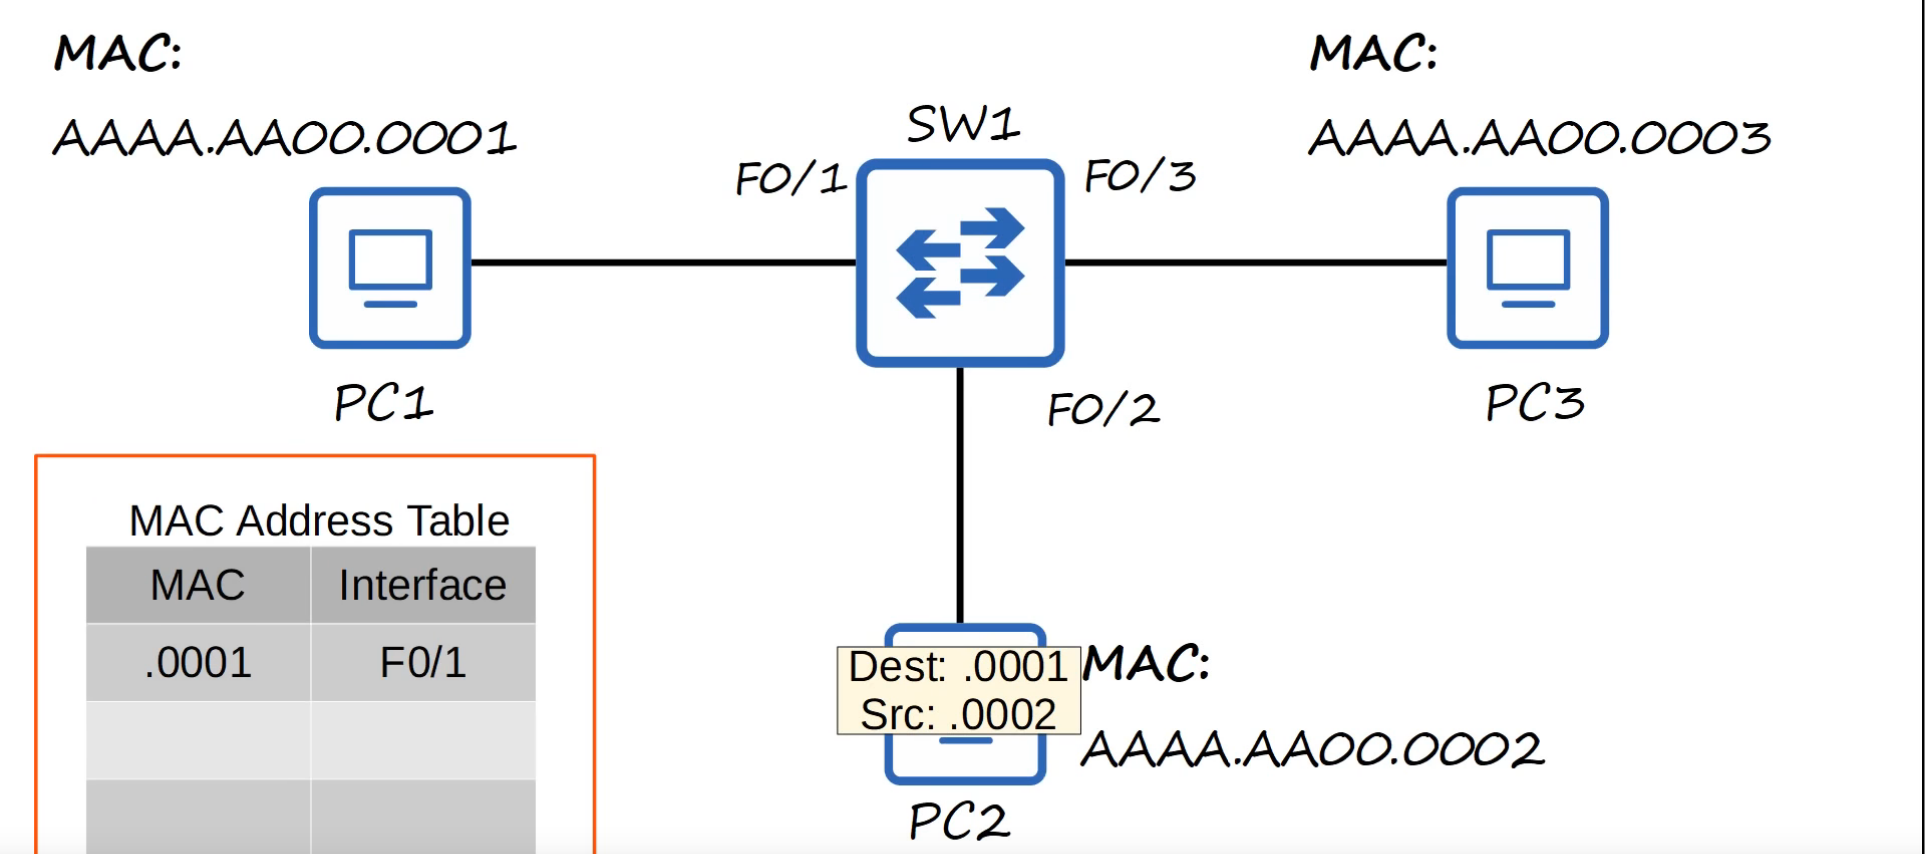 MAC:
AAAA.AA00.0001
SW1
F0/1
F0/3
MAC:
AAAA.AA00.0003
PC1
F0/2
PC3
MAC Address Table
MAC Interface
.0001 F0/1
Dest: .0001
Src: .0002
MAC:
AAAA.AA00.0002
PC2